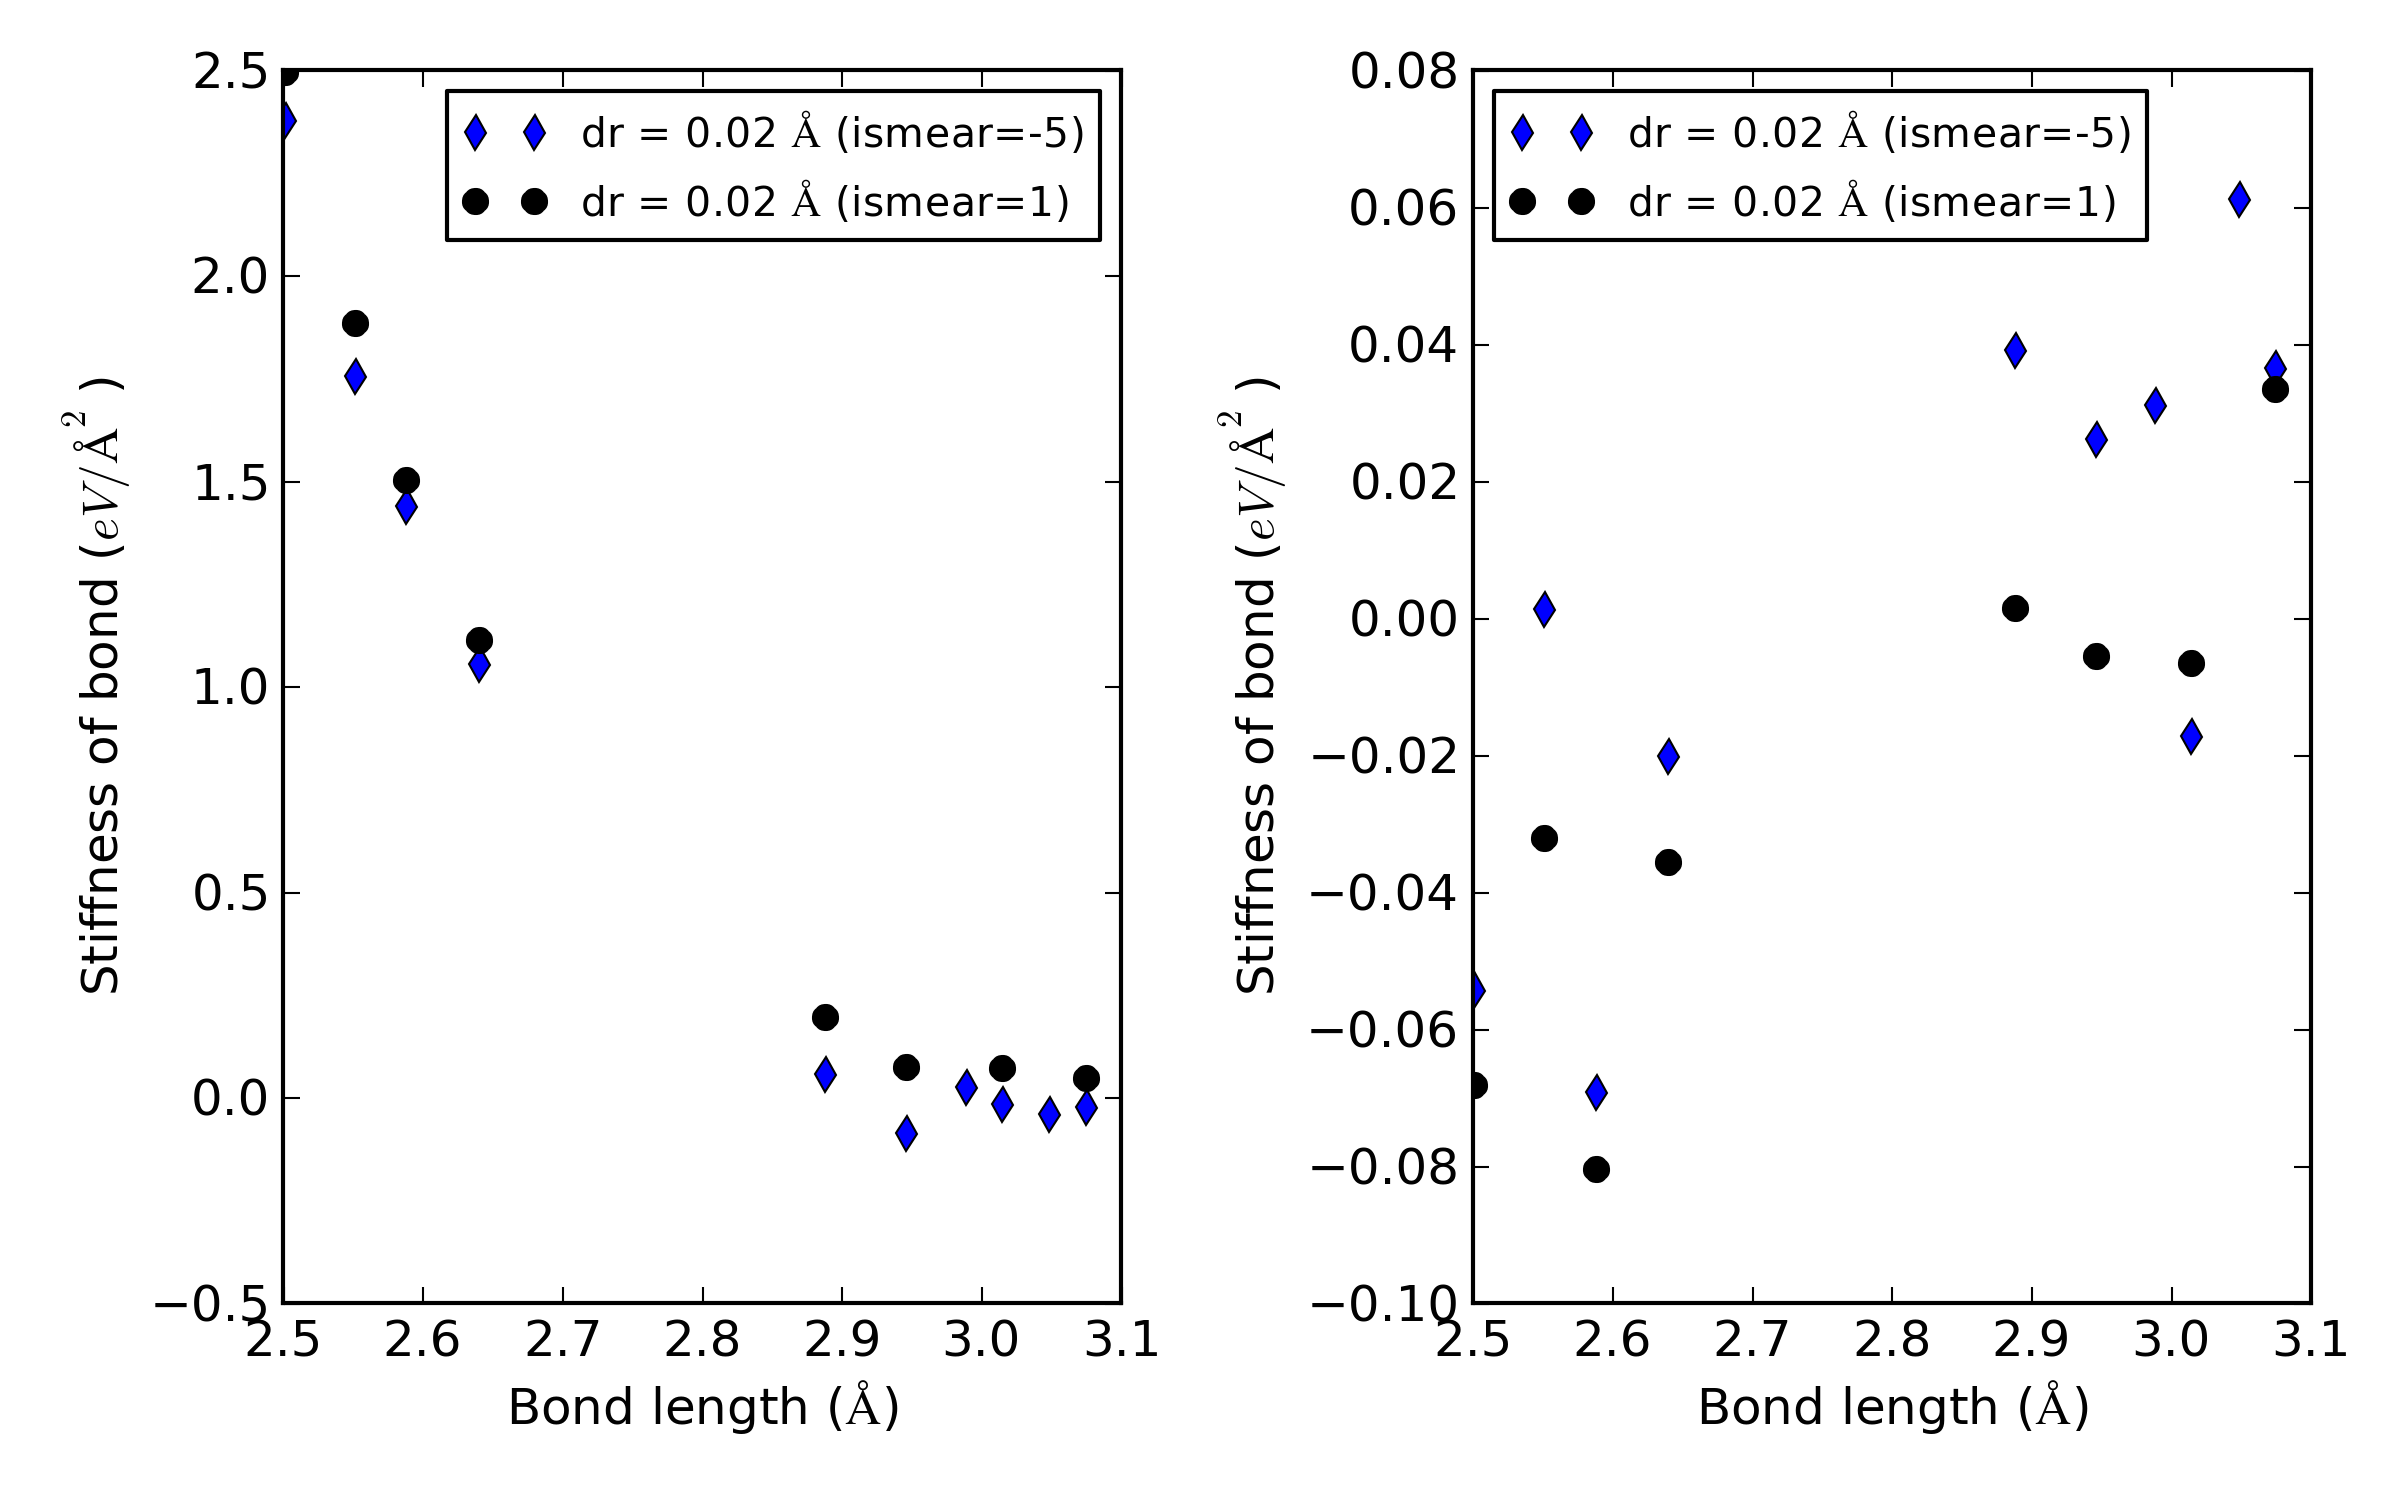 2.5
2.0
1.5
1.0
0.5
0.0
−0.5
Stiffness of bond (eV/Å²)
dr = 0.02 Å (ismear=-5)
dr = 0.02 Å (ismear=1)
2.5 2.6 2.7 2.8 2.9 3.0 3.1
Bond length (Å)
0.08
0.06
0.04
0.02
0.00
−0.02
−0.04
−0.06
−0.08
−0.10
Stiffness of bond (eV/Å²)
dr = 0.02 Å (ismear=-5)
dr = 0.02 Å (ismear=1)
2.5 2.6 2.7 2.8 2.9 3.0 3.1
Bond length (Å)